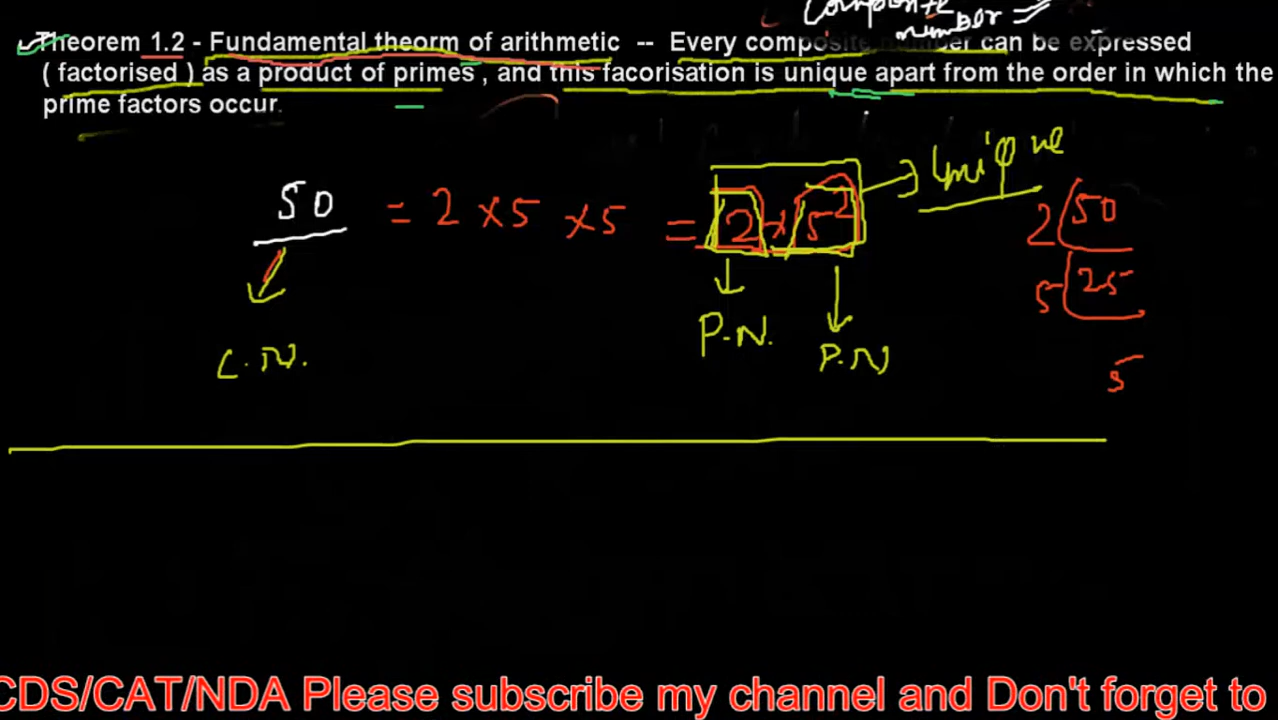 Composite
number
Theorem 1.2 - Fundamental theorm of arithmetic -- Every composite number can be expressed
( factorised ) as a product of primes , and this facorisation is unique apart from the order in which the
prime factors occur.
unique
50 = 2 × 5 × 5 = 2 × 5²
2 50
5 25
5
P.N. P.N
C.N.
CDS/CAT/NDA Please subscribe my channel and Don't forget to